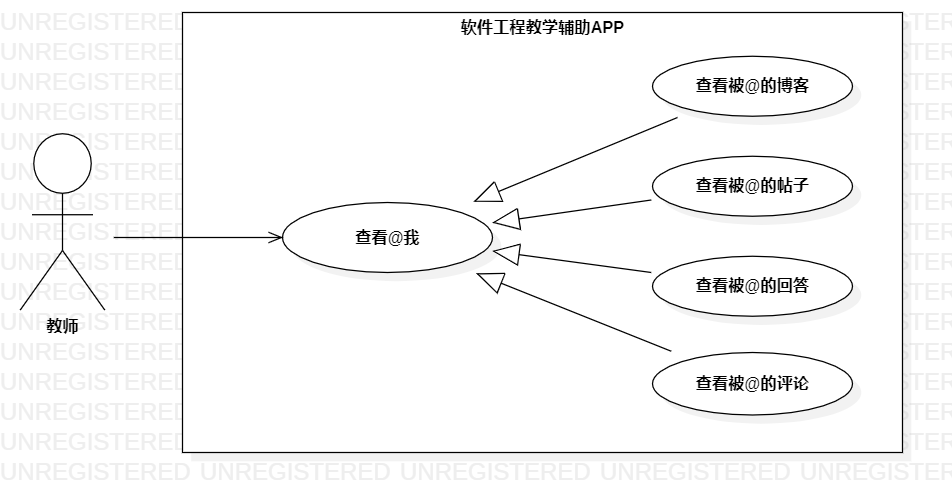 软件工程教学辅助APP
查看被@的博客
查看被@的帖子
查看@我
查看被@的回答
教师
查看被@的评论
UNREGISTERED UNREGISTERED UNREGISTERED UNREGISTERED UNREGISTERED